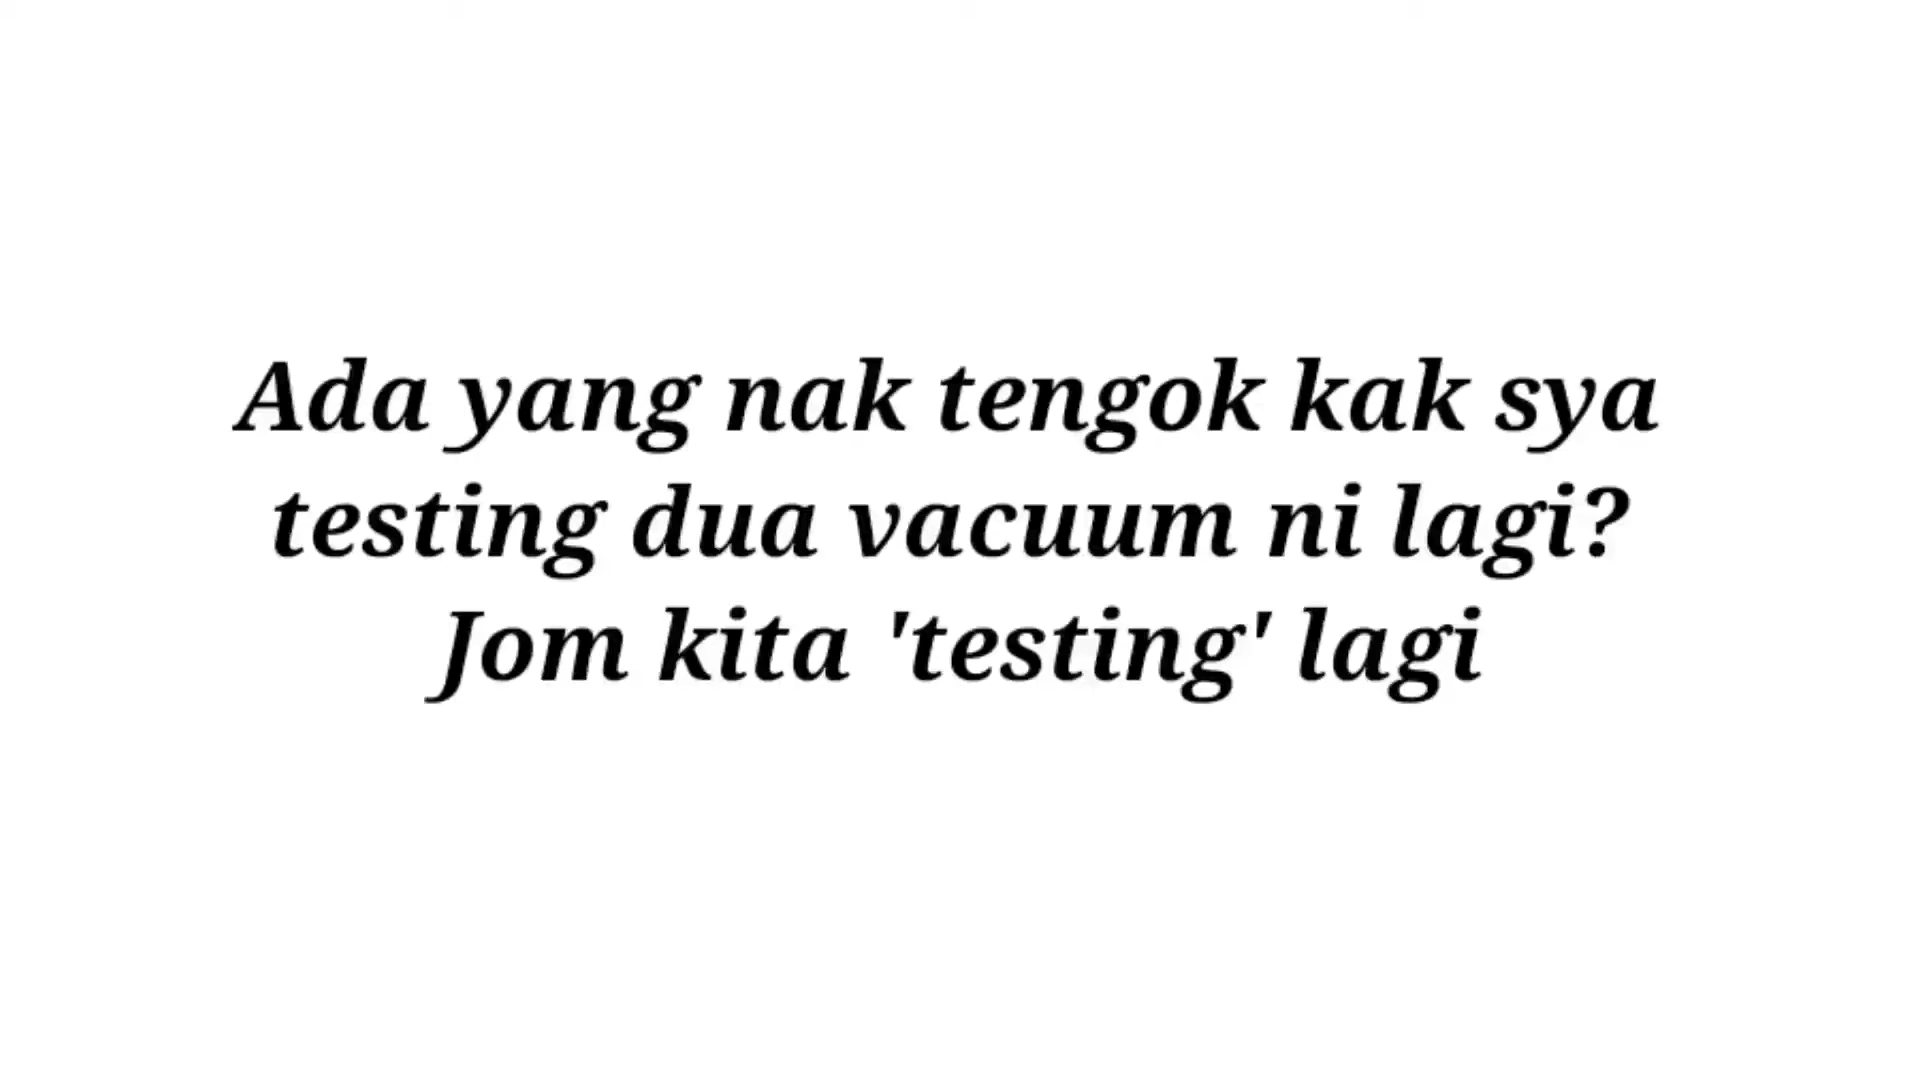 Ada yang nak tengok kak sya
testing dua vacuum ni lagi?
Jom kita 'testing' lagi